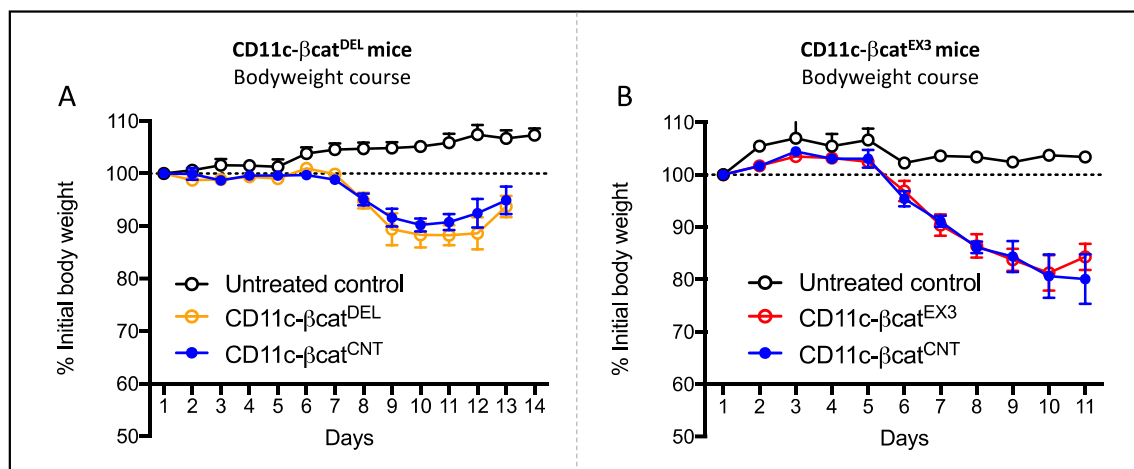 CD11c-βcatDEL mice
Bodyweight course
A
110
100
90
80
70
60
50
% Initial body weight
Untreated control
CD11c-βcatDEL
CD11c-βcatCNT
1 2 3 4 5 6 7 8 9 10 11 12 13 14
Days
CD11c-βcatEX3 mice
Bodyweight course
B
110
100
90
80
70
60
50
% Initial body weight
Untreated control
CD11c-βcatEX3
CD11c-βcatCNT
1 2 3 4 5 6 7 8 9 10 11
Days